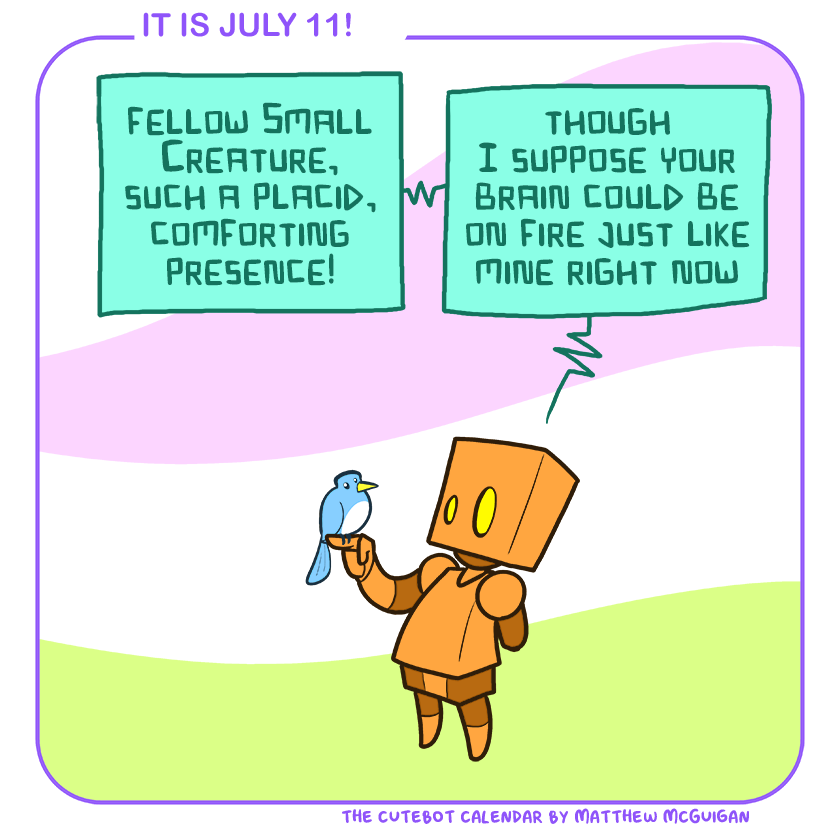 IT IS JULY 11!
FELLOW SMALL
CREATURE,
SUCH A PLACID,
COMFORTING
PRESENCE!
THOUGH
I SUPPOSE YOUR
BRAIN COULD BE
ON FIRE JUST LIKE
MINE RIGHT NOW
THE CUTEBOT CALENDAR BY MATTHEW MCGUIGAN